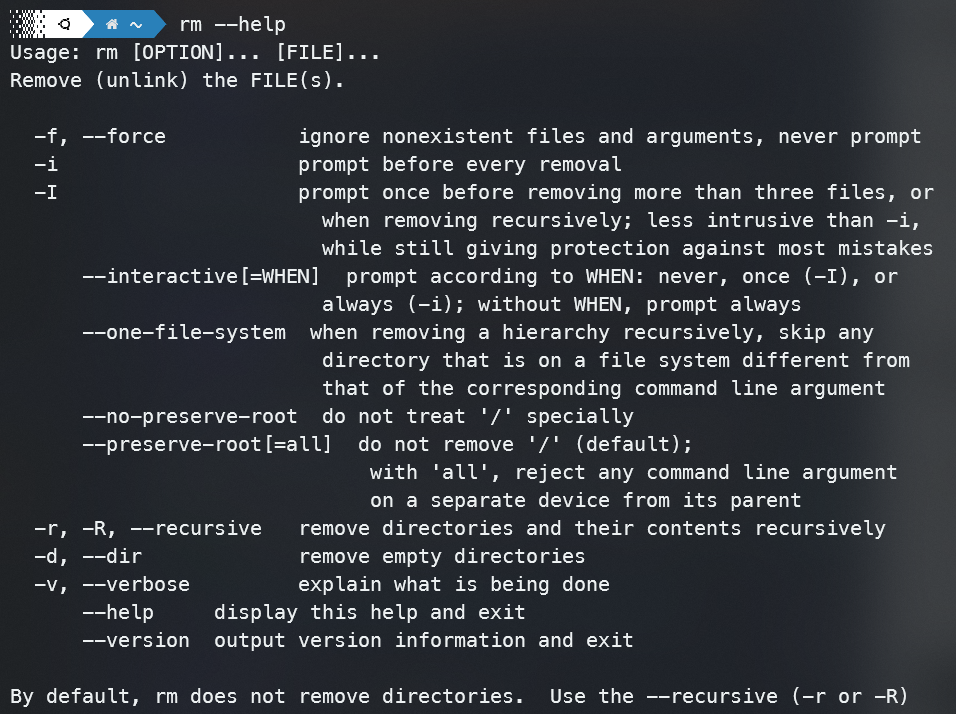 ~ rm --help
Usage: rm [OPTION]... [FILE]...
Remove (unlink) the FILE(s).

  -f, --force           ignore nonexistent files and arguments, never prompt
  -i                    prompt before every removal
  -I                    prompt once before removing more than three files, or
                          when removing recursively; less intrusive than -i,
                          while still giving protection against most mistakes
      --interactive[=WHEN]  prompt according to WHEN: never, once (-I), or
                          always (-i); without WHEN, prompt always
      --one-file-system  when removing a hierarchy recursively, skip any
                          directory that is on a file system different from
                          that of the corresponding command line argument
      --no-preserve-root  do not treat '/' specially
      --preserve-root[=all]  do not remove '/' (default);
                              with 'all', reject any command line argument
                              on a separate device from its parent
  -r, -R, --recursive   remove directories and their contents recursively
  -d, --dir             remove empty directories
  -v, --verbose         explain what is being done
      --help     display this help and exit
      --version  output version information and exit

By default, rm does not remove directories.  Use the --recursive (-r or -R)